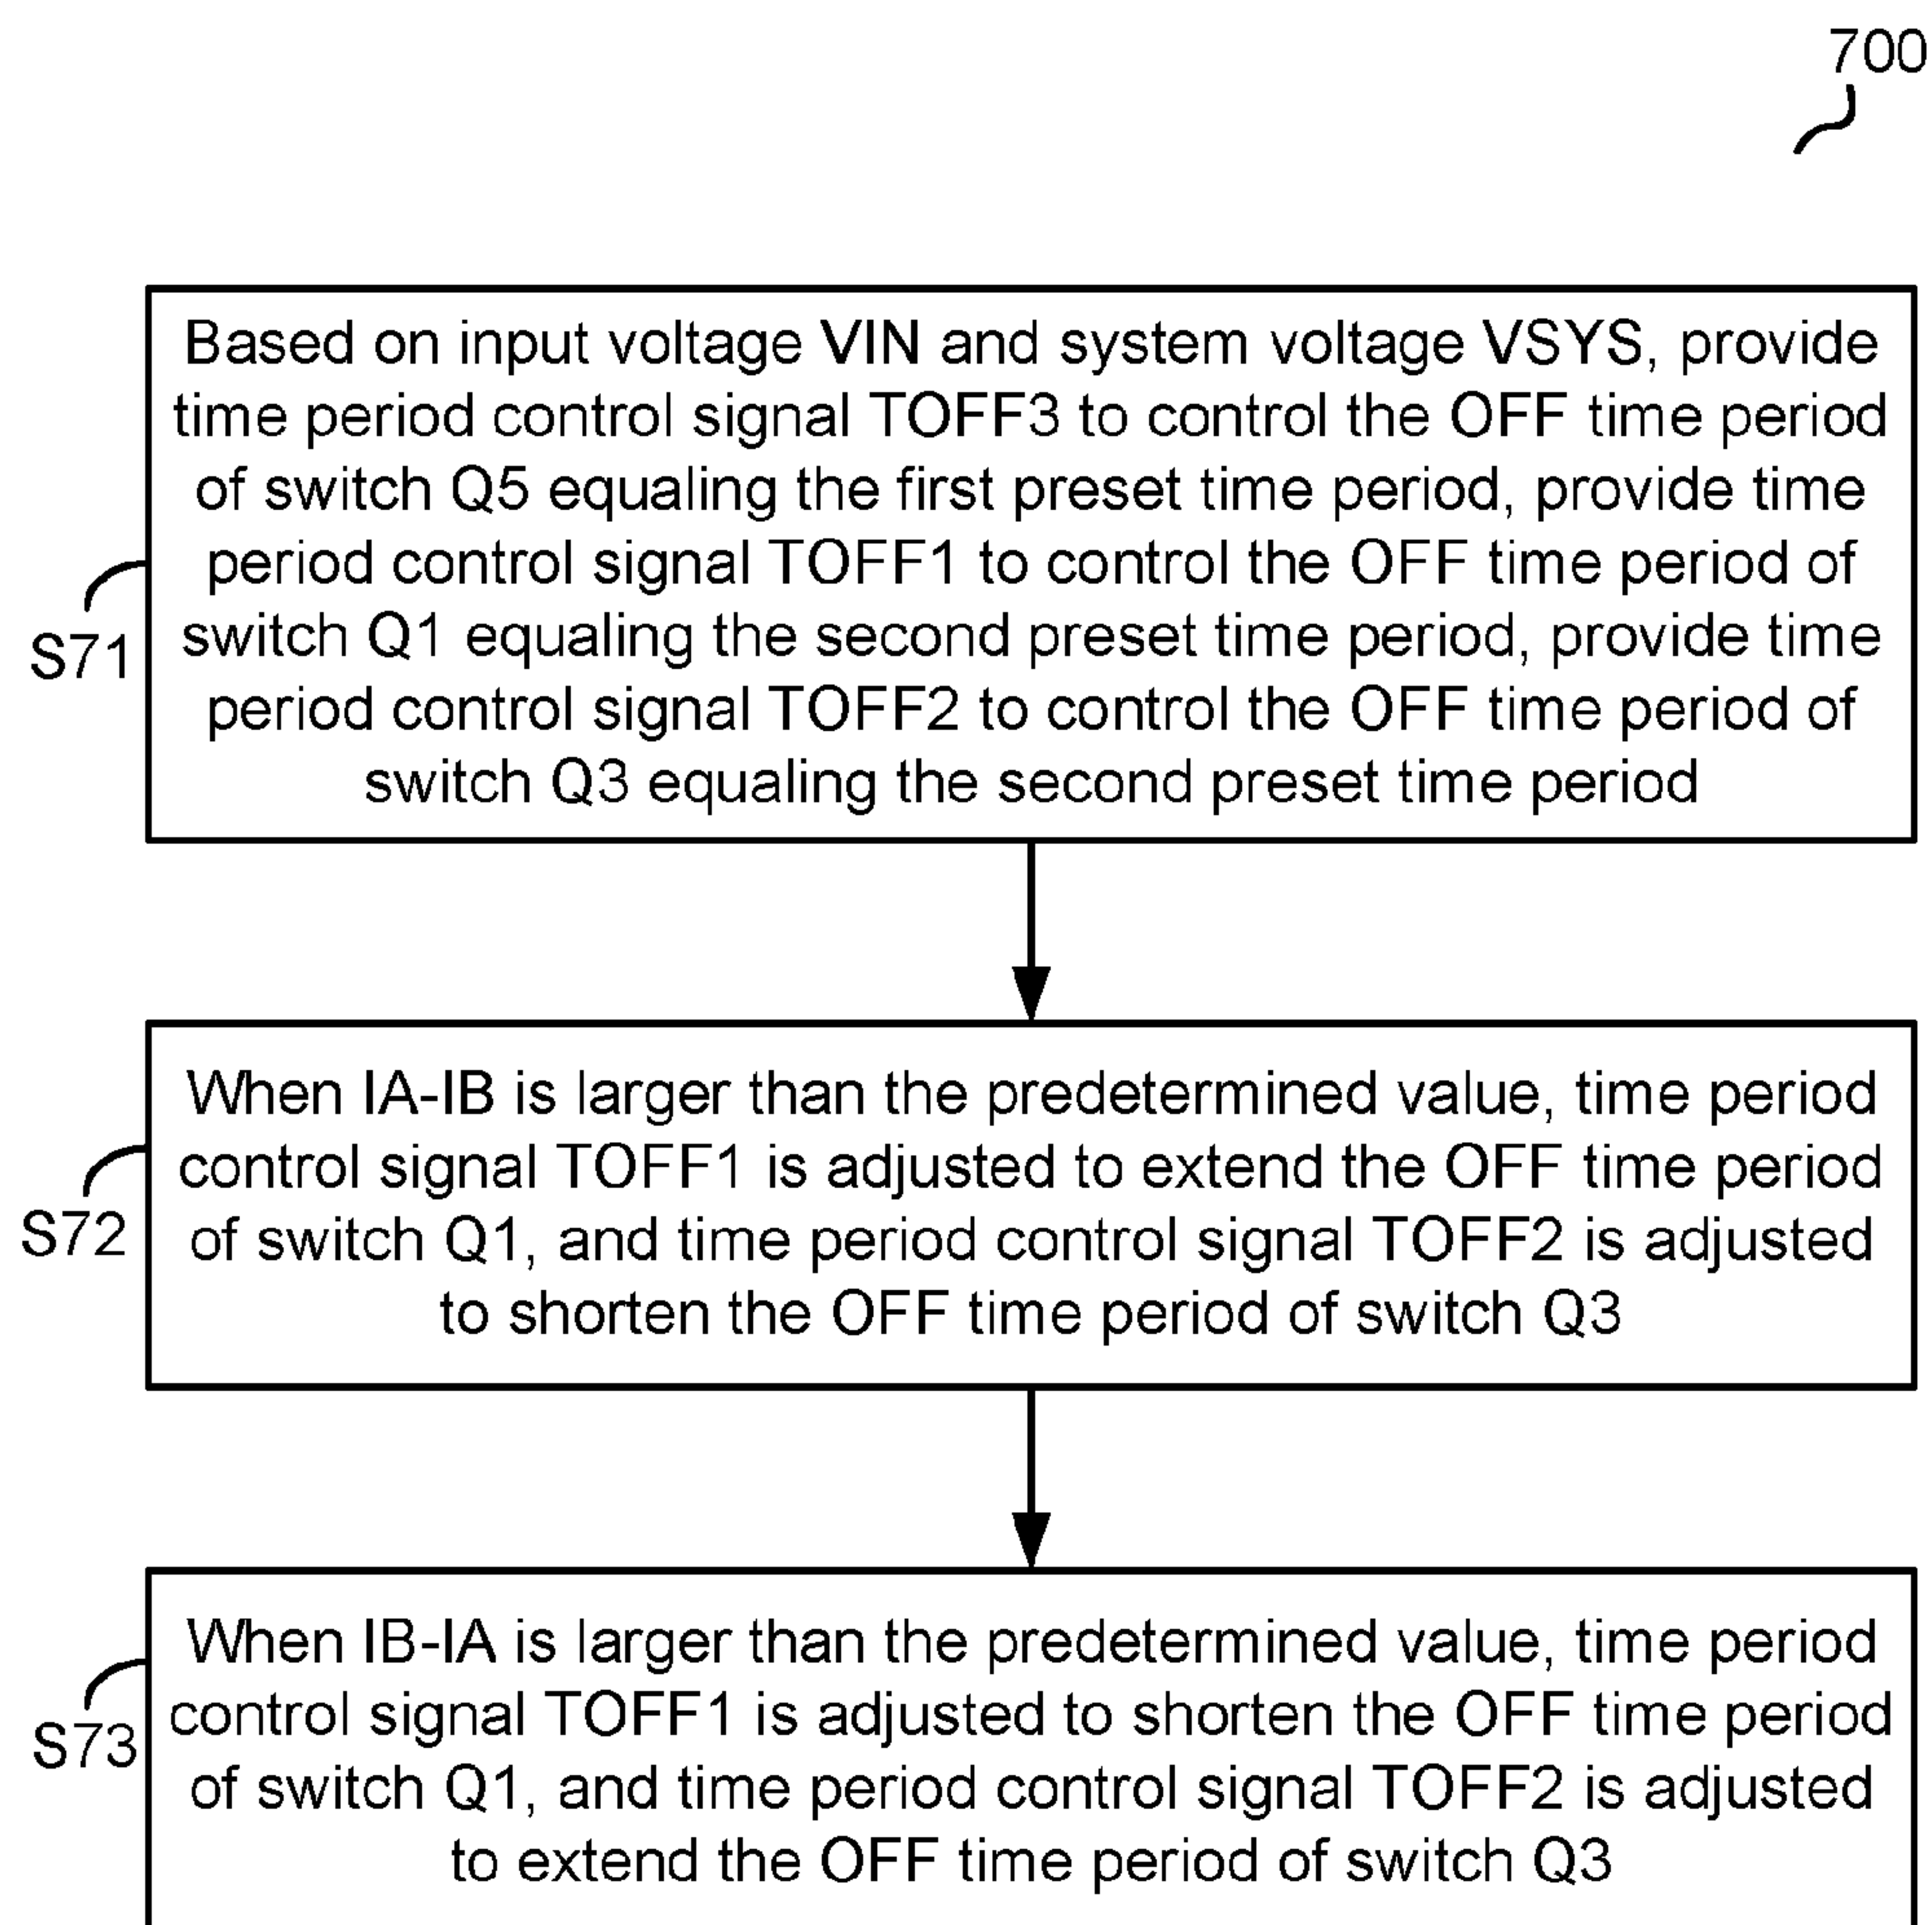 700
Based on input voltage VIN and system voltage VSYS, provide
time period control signal TOFF3 to control the OFF time period
of switch Q5 equaling the first preset time period, provide time
period control signal TOFF1 to control the OFF time period of
switch Q1 equaling the second preset time period, provide time
period control signal TOFF2 to control the OFF time period of
switch Q3 equaling the second preset time period
S71
When IA-IB is larger than the predetermined value, time period
control signal TOFF1 is adjusted to extend the OFF time period
of switch Q1, and time period control signal TOFF2 is adjusted
to shorten the OFF time period of switch Q3
S72
When IB-IA is larger than the predetermined value, time period
control signal TOFF1 is adjusted to shorten the OFF time period
of switch Q1, and time period control signal TOFF2 is adjusted
to extend the OFF time period of switch Q3
S73